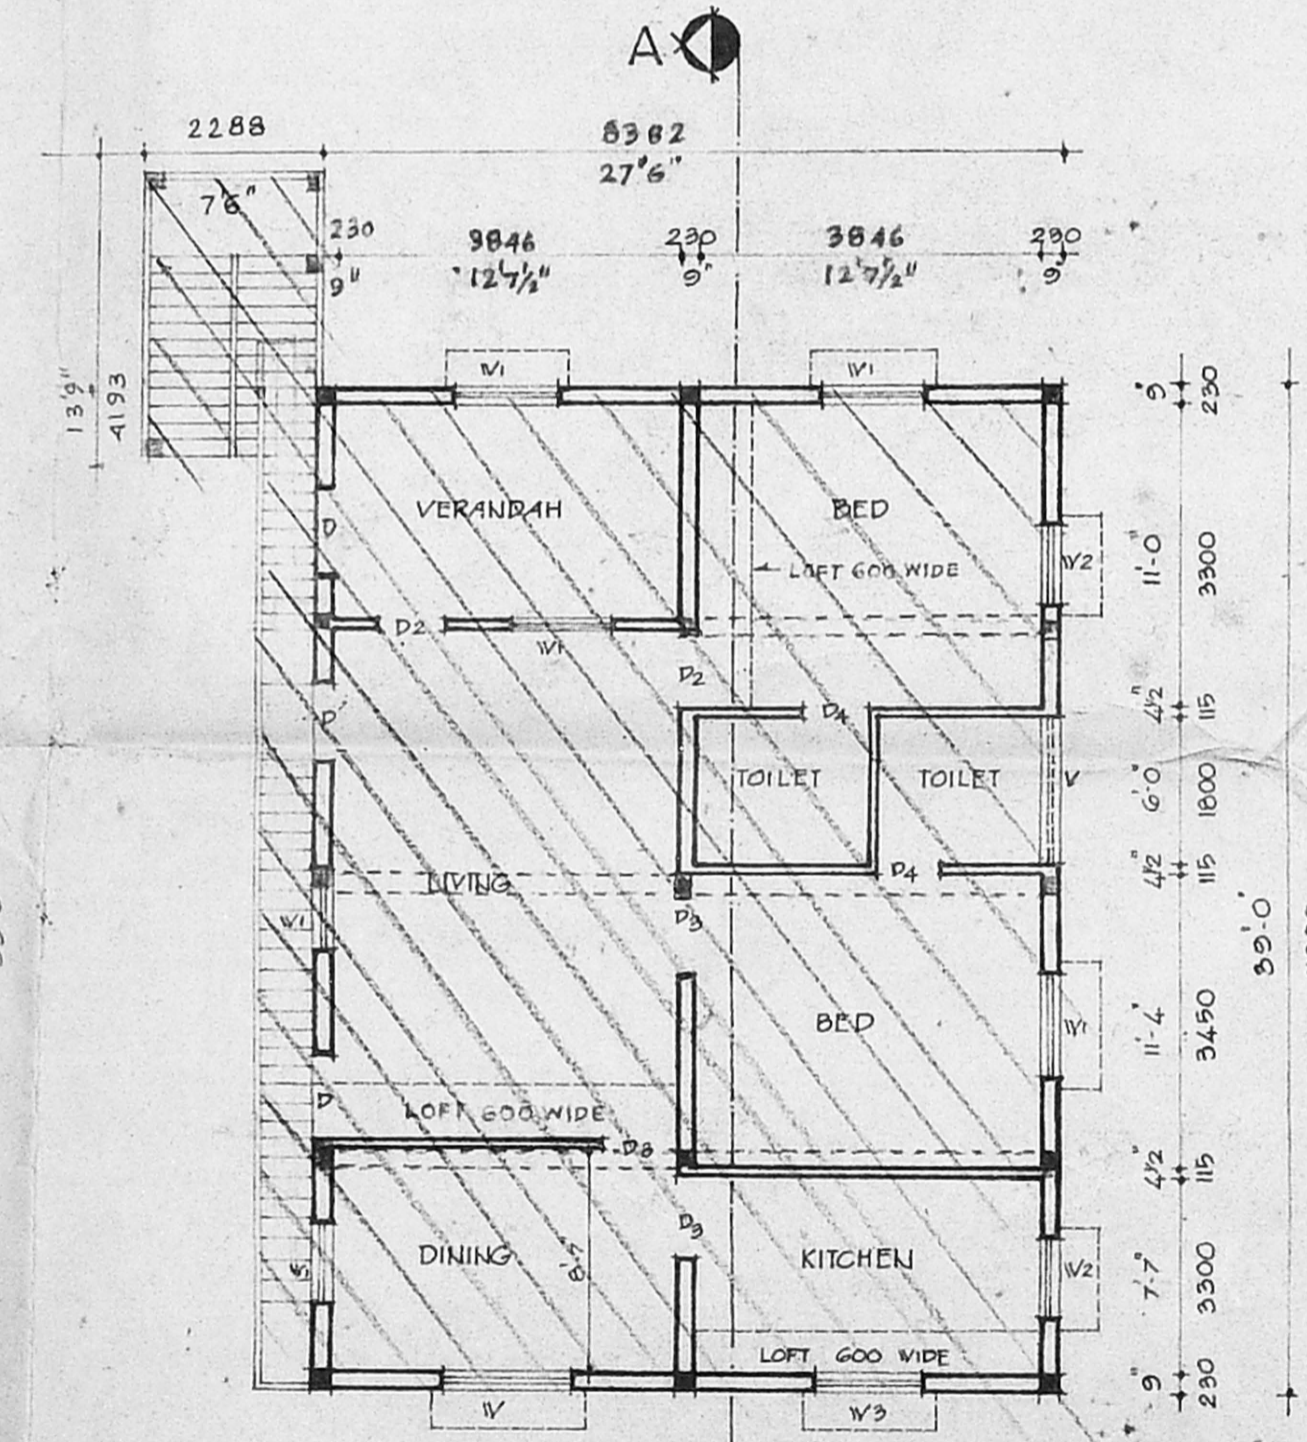 A
2288
8382
27'6"
7'6"
230
3846
230
3846
230
9"
12'7½"
9"
12'7½"
9"
13'9"
4193
W1
W1
9"
230
VERANDAH
BED
D
W2
11'-0"
3300
LOFT 600 WIDE
D2
W1
D2
4½"
115
D
D4
TOILET
TOILET
V
6'-0"
1800
LIVING
D4
4½"
115
W1
D3
39'-0"
BED
W1
11'-4"
3450
D
LOFT 600 WIDE
D3
4½"
115
D3
DINING
8'-7"
KITCHEN
W2
W1
7'-7"
3300
LOFT 600 WIDE
9"
230
W
W3